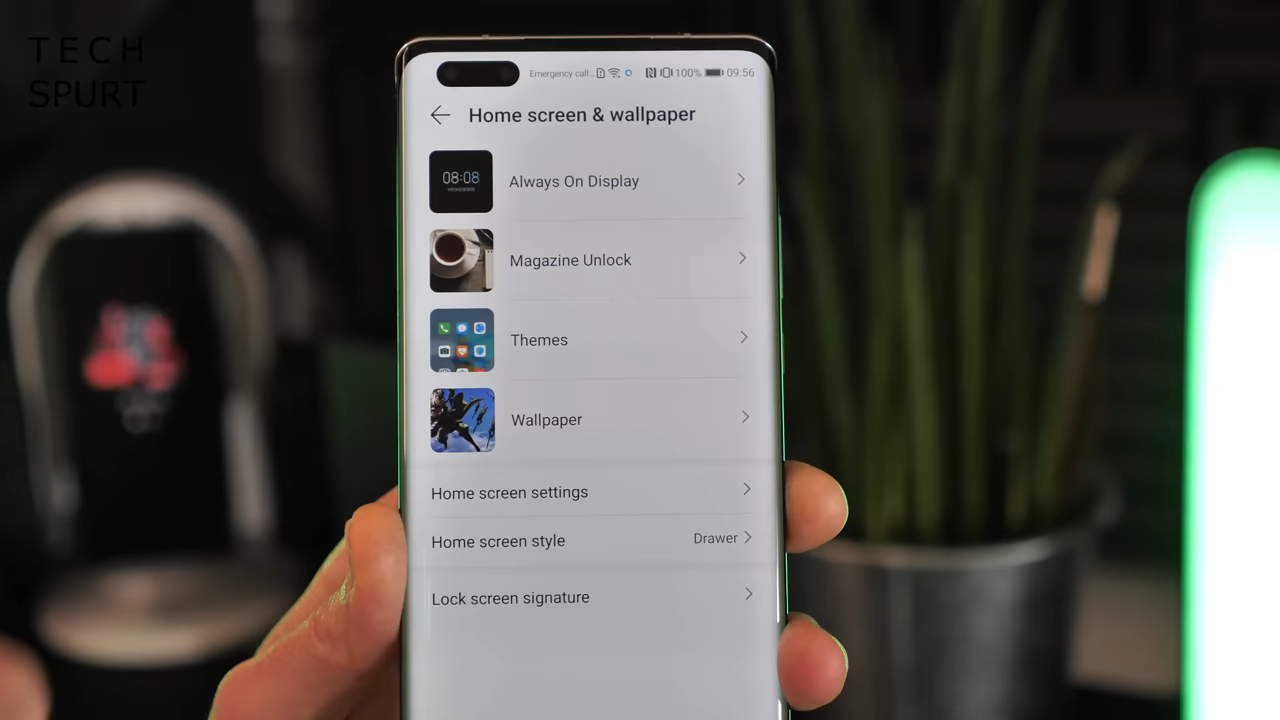 TECH
SPURT
Emergency call... 100% 09:56
Home screen & wallpaper
08:08
Always On Display
Magazine Unlock
Themes
Wallpaper
Home screen settings
Home screen style Drawer
Lock screen signature